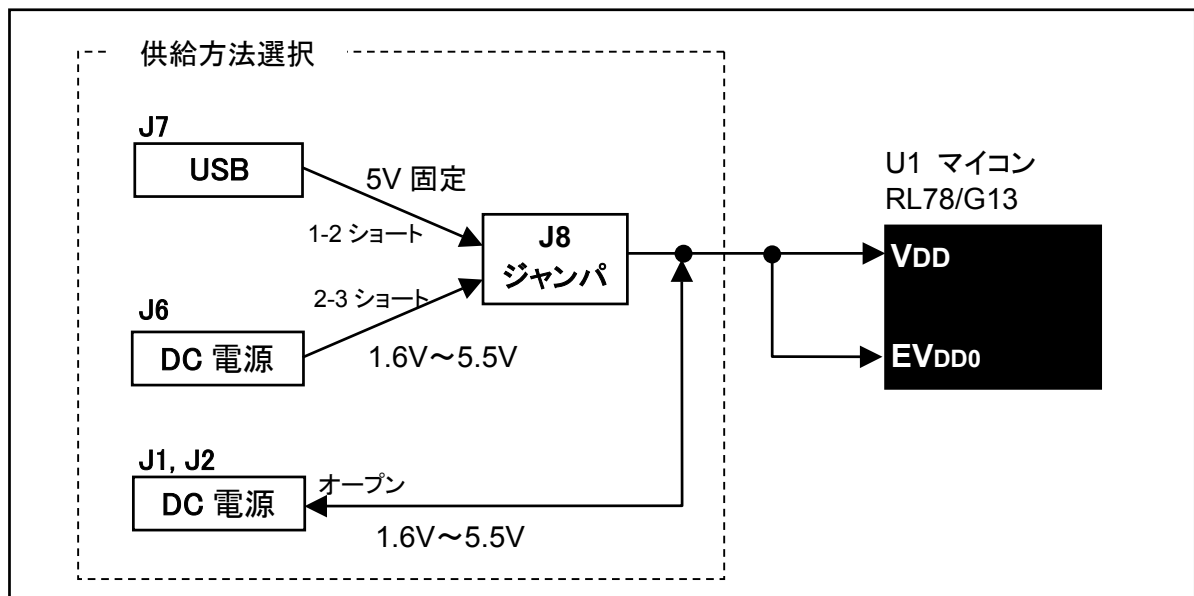 供給方法選択
J7
USB
5V 固定
1-2 ショート
J8
ジャンパ
2-3 ショート
J6
DC 電源
1.6V～5.5V
J1, J2
DC 電源
オープン
1.6V～5.5V
U1 マイコン
RL78/G13
VDD
EVDD0